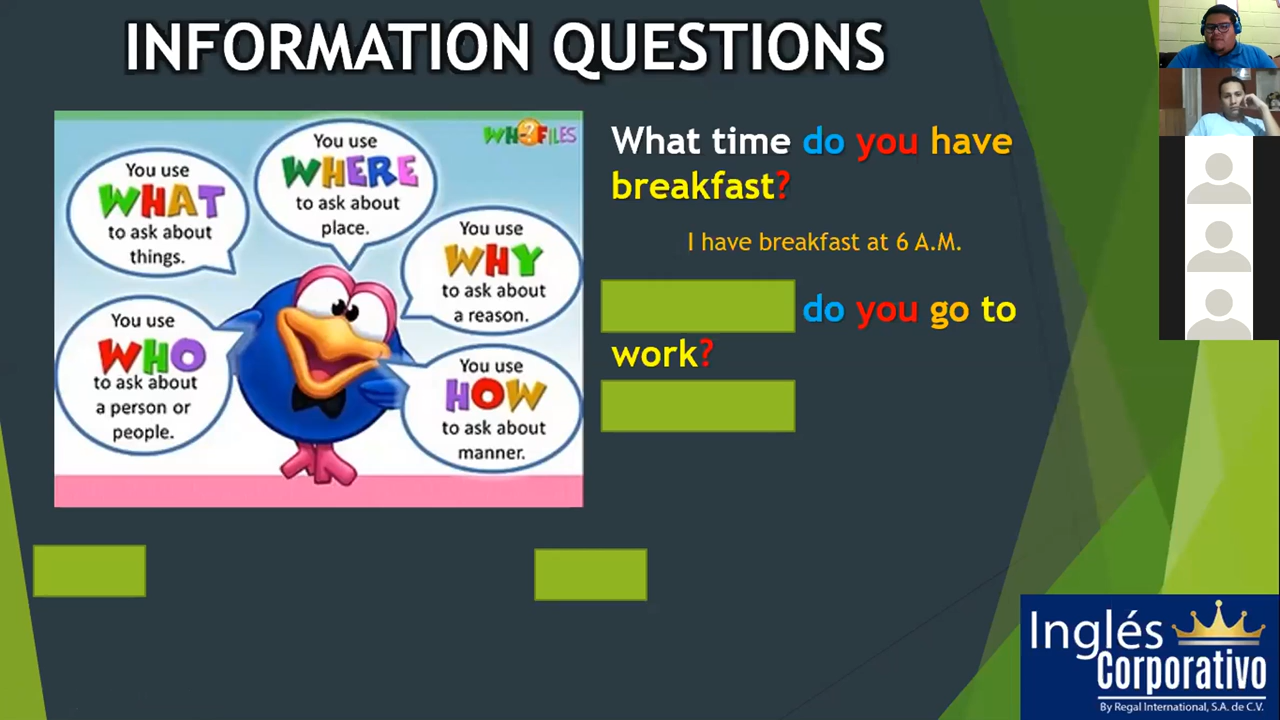 INFORMATION QUESTIONS
WH?FILES
You use
WHAT
to ask about
things.
You use
WHERE
to ask about
place.
You use
WHY
to ask about
a reason.
You use
WHO
to ask about
a person or
people.
You use
HOW
to ask about
manner.
What time do you have
breakfast?
I have breakfast at 6 A.M.
do you go to
work?
Inglés
Corporativo
By Regal International, S.A. de C.V.